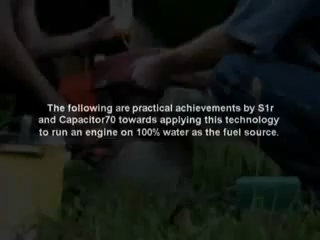 The following are practical achievements by S1r
and Capacitor70 towards applying this technology
to run an engine on 100% water as the fuel source.